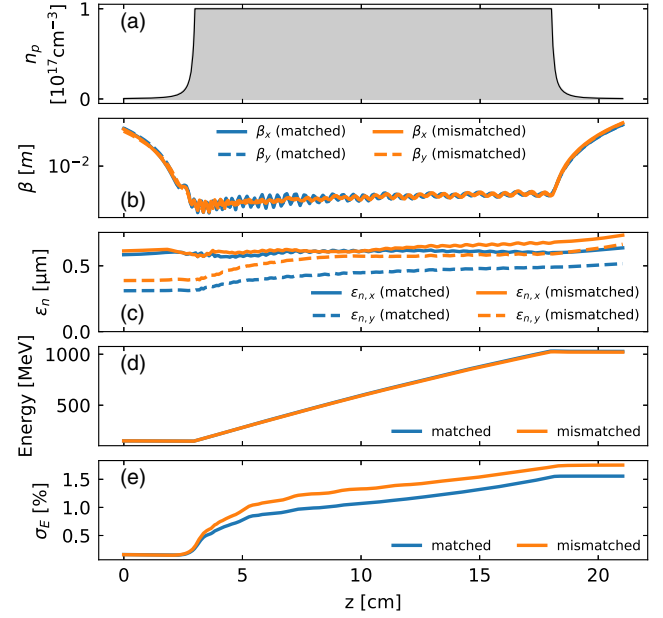 (a)
1
0
n_p
[10^17cm^−3]
(b)
β_x (matched)
β_x (mismatched)
β_y (matched)
β_y (mismatched)
10^−2
β [m]
(c)
ε_n,x (matched)
ε_n,x (mismatched)
ε_n,y (matched)
ε_n,y (mismatched)
0.5
0.0
ε_n [μm]
(d)
1000
500
Energy [MeV]
matched
mismatched
(e)
1.5
1.0
0.5
σ_E [%]
matched
mismatched
0 5 10 15 20
z [cm]